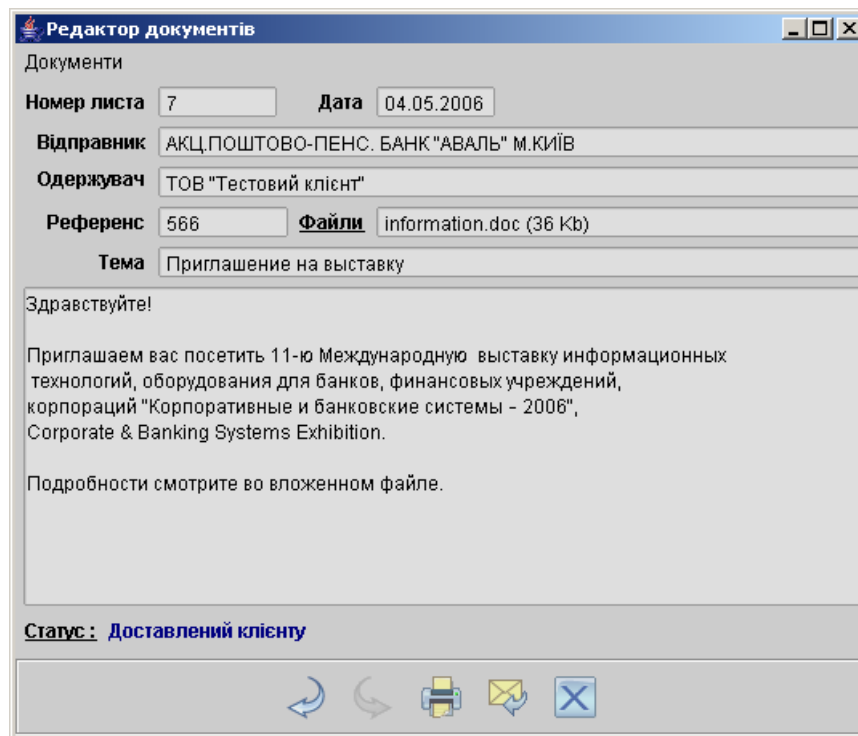 Редактор документів
Документи
Номер листа 7 Дата 04.05.2006
Відправник АКЦ.ПОШТОВО-ПЕНС. БАНК "АВАЛЬ" М.КИЇВ
Одержувач ТОВ "Тестовий клієнт"
Референс 566 Файли information.doc (36 Kb)
Тема Приглашение на выставку
Здравствуйте!
Приглашаем вас посетить 11-ю Международную выставку информационных
технологий, оборудования для банков, финансовых учреждений,
корпораций "Корпоративные и банковские системы - 2006",
Corporate & Banking Systems Exhibition.
Подробности смотрите во вложенном файле.
Статус : Доставлений клієнту